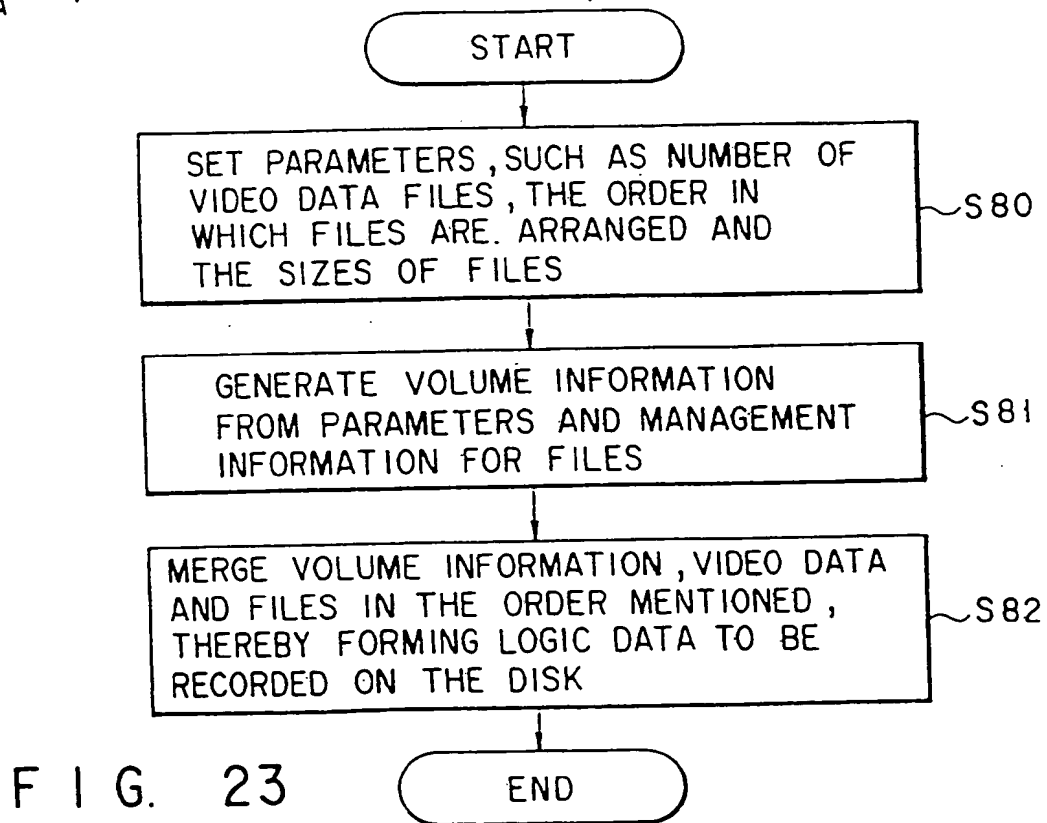 START
SET PARAMETERS, SUCH AS NUMBER OF
VIDEO DATA FILES, THE ORDER IN
WHICH FILES ARE. ARRANGED AND
THE SIZES OF FILES
S80
GENERATE VOLUME INFORMATION
FROM PARAMETERS AND MANAGEMENT
INFORMATION FOR FILES
S81
MERGE VOLUME INFORMATION, VIDEO DATA
AND FILES IN THE ORDER MENTIONED,
THEREBY FORMING LOGIC DATA TO BE
RECORDED ON THE DISK
S82
END
FIG. 23